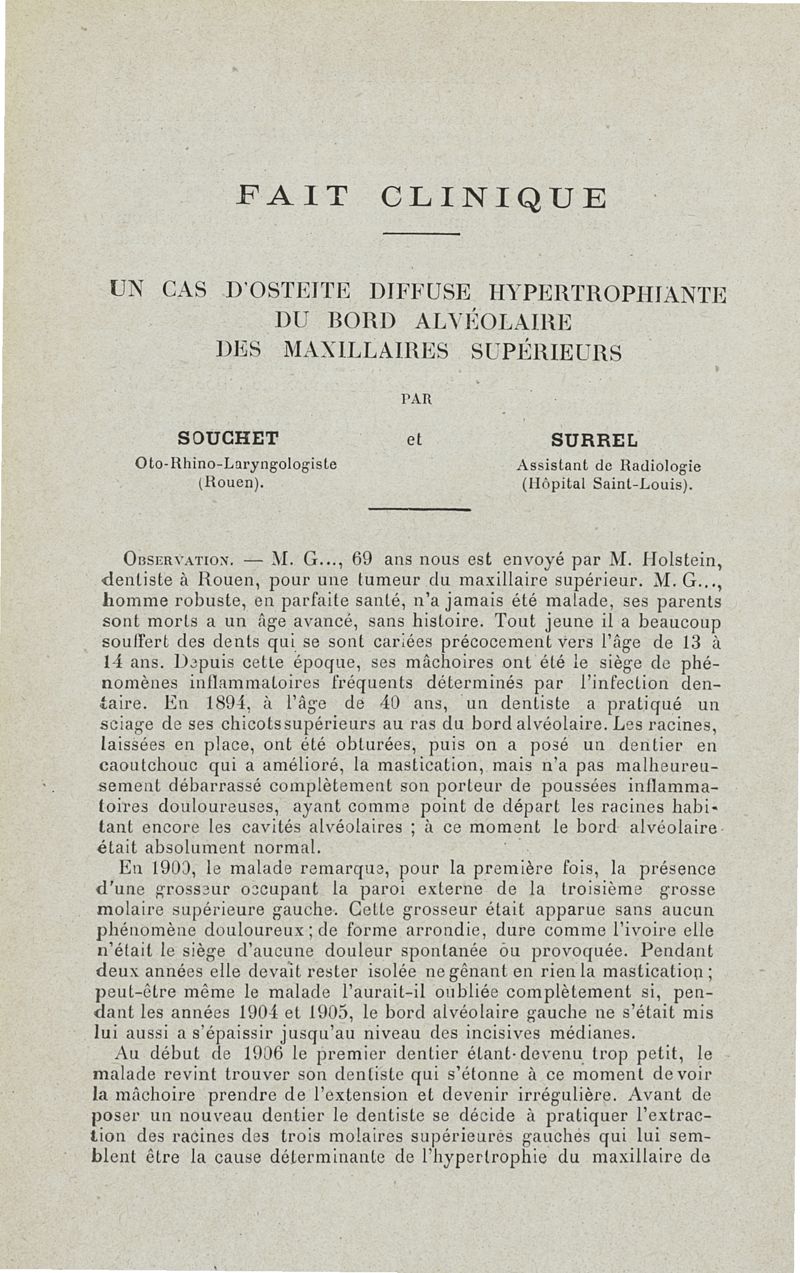 FAIT CLINIQUE
UN CAS D'OSTEITE DIFFUSE HYPERTROPHIANTE
DU BORD ALVÉOLAIRE
DES MAXILLAIRES SUPÉRIEURS
PAR
SOUCHET et SURREL
Oto-Rhino-Laryngologiste Assistant de Radiologie
(Rouen). (Hôpital Saint-Louis).
OBSERVATION. — M. G..., 69 ans nous est envoyé par M. Holstein,
dentiste à Rouen, pour une tumeur du maxillaire supérieur. M. G...,
homme robuste, en parfaite santé, n'a jamais été malade, ses parents
sont morts a un âge avancé, sans histoire. Tout jeune il a beaucoup
souffert des dents qui se sont cariées précocement vers l'âge de 13 à
14 ans. Depuis cette époque, ses mâchoires ont été le siège de phé-
nomènes inflammatoires fréquents déterminés par l'infection den-
taire. En 1894, à l'âge de 40 ans, un dentiste a pratiqué un
sciage de ses chicots supérieurs au ras du bord alvéolaire. Les racines,
laissées en place, ont été obturées, puis on a posé un dentier en
caoutchouc qui a amélioré, la mastication, mais n'a pas malheureu-
sement débarrassé complètement son porteur de poussées inflamma-
toires douloureuses, ayant comme point de départ les racines habi-
tant encore les cavités alvéolaires ; à ce moment le bord alvéolaire
était absolument normal.
En 1900, le malade remarque, pour la première fois, la présence
d'une grosseur occupant la paroi externe de la troisième grosse
molaire supérieure gauche. Cette grosseur était apparue sans aucun
phénomène douloureux ; de forme arrondie, dure comme l'ivoire elle
n'était le siège d'aucune douleur spontanée ou provoquée. Pendant
deux années elle devait rester isolée ne gênant en rien la mastication ;
peut-être même le malade l'aurait-il oubliée complètement si, pen-
dant les années 1904 et 1905, le bord alvéolaire gauche ne s'était mis
lui aussi a s'épaissir jusqu'au niveau des incisives médianes.
Au début de 1906 le premier dentier étant devenu trop petit, le
malade revint trouver son dentiste qui s'étonne à ce moment de voir
la mâchoire prendre de l'extension et devenir irrégulière. Avant de
poser un nouveau dentier le dentiste se décide à pratiquer l'extrac-
tion des racines des trois molaires supérieures gauches qui lui sem-
blent être la cause déterminante de l'hypertrophie du maxillaire de